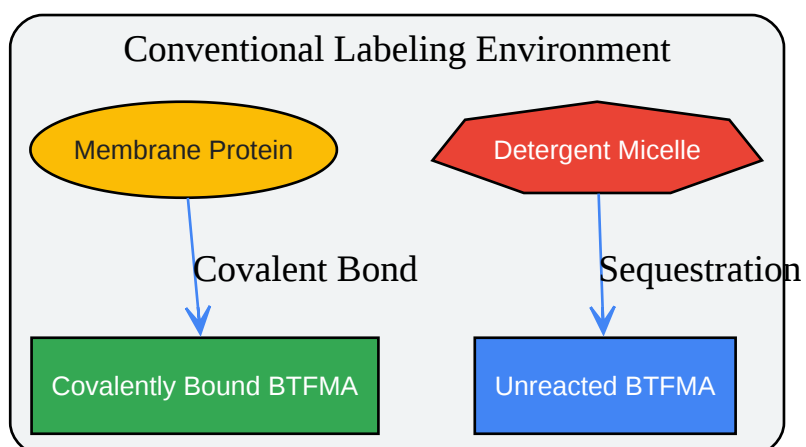 Conventional Labeling Environment
Membrane Protein
Detergent Micelle
Covalent Bond
Sequestration
Covalently Bound BTFMA
Unreacted BTFMA